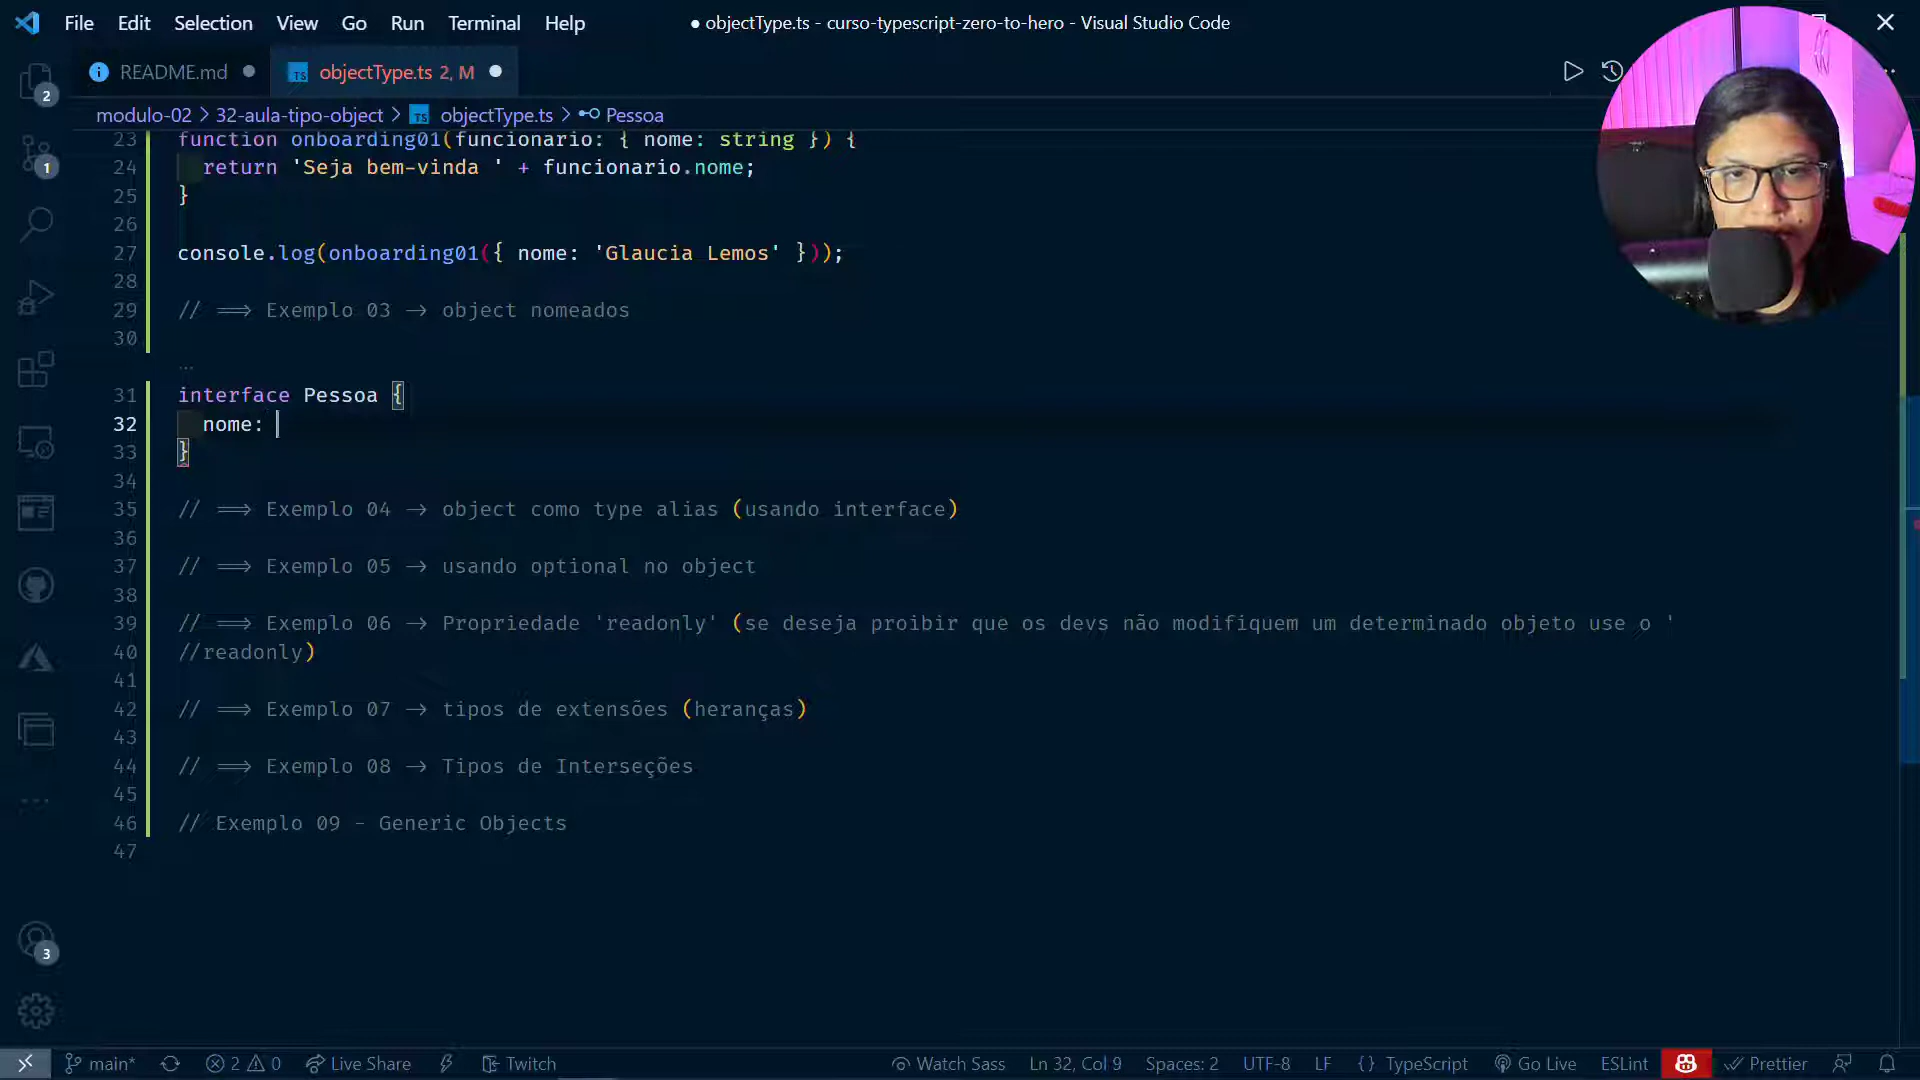 File Edit Selection View Go Run Terminal Help ● objectType.ts - curso-typescript-zero-to-hero - Visual Studio Code
README.md objectType.ts 2, M
modulo-02 > 32-aula-tipo-object > TS objectType.ts > Pessoa
23 function onboarding01(funcionario: { nome: string }) {
24 return 'Seja bem-vinda ' + funcionario.nome;
25 }
26
27 console.log(onboarding01({ nome: 'Glaucia Lemos' }));
28
29 // ==> Exemplo 03 -> object nomeados
30
...
31 interface Pessoa {
32 nome:
33 }
34
35 // ==> Exemplo 04 -> object como type alias (usando interface)
36
37 // ==> Exemplo 05 -> usando optional no object
38
39 // ==> Exemplo 06 -> Propriedade 'readonly' (se deseja proibir que os devs não modifiquem um determinado objeto use o '
40 //readonly)
41
42 // ==> Exemplo 07 -> tipos de extensões (heranças)
43
44 // ==> Exemplo 08 -> Tipos de Interseções
45
46 // Exemplo 09 - Generic Objects
47
2
1
3
main* 2 0 Live Share Twitch Watch Sass Ln 32, Col 9 Spaces: 2 UTF-8 LF {} TypeScript Go Live ESLint Prettier